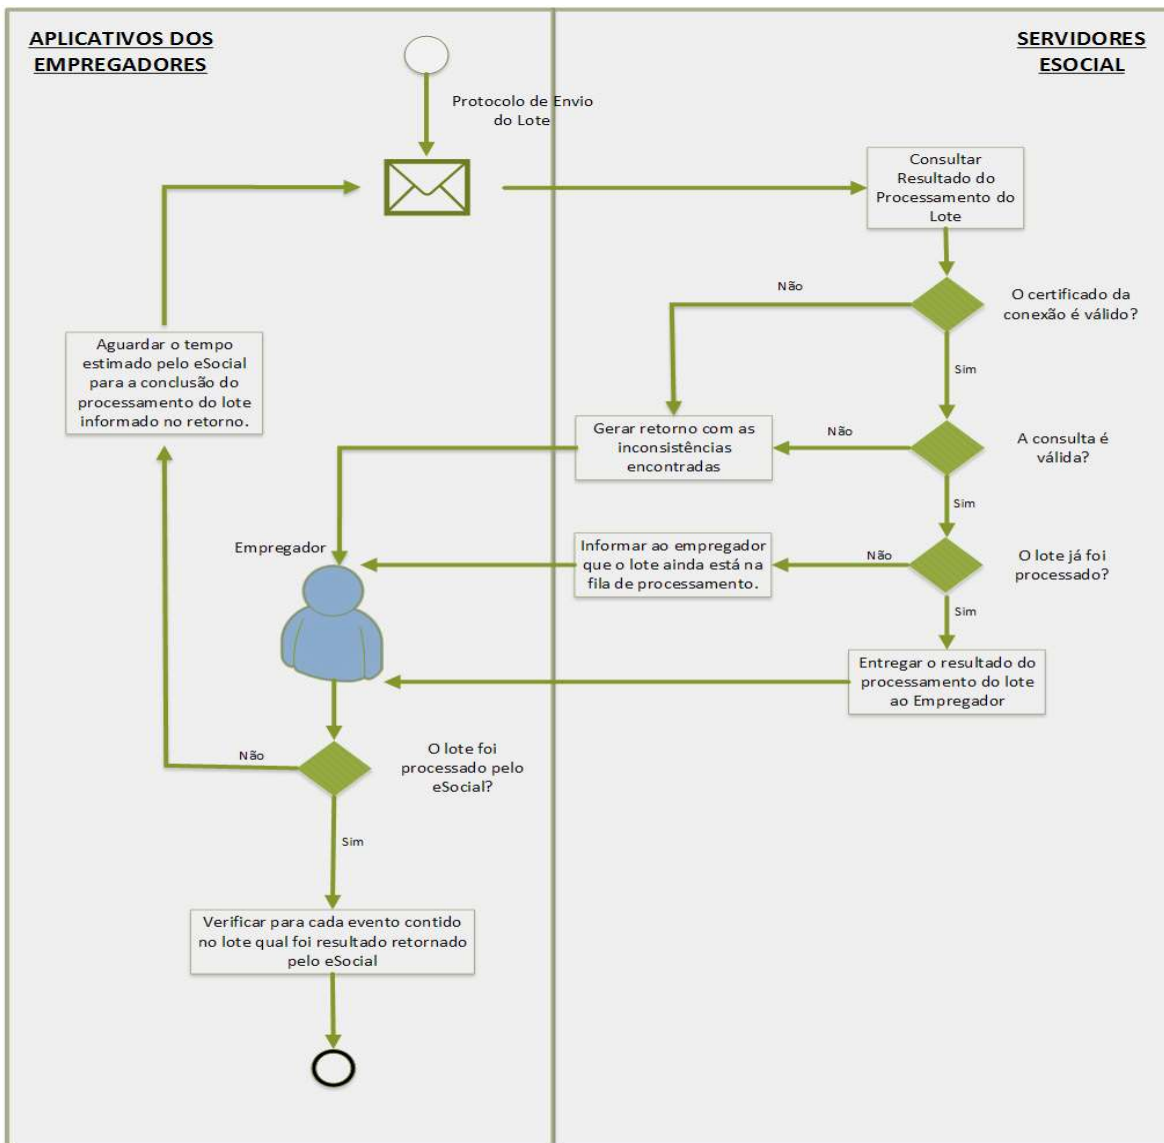 APLICATIVOS DOS
EMPREGADORES
SERVIDORES
ESOCIAL
Protocolo de Envio
do Lote
Consultar
Resultado do
Processamento do
Lote
Não
O certificado da
conexão é válido?
Sim
Aguardar o tempo
estimado pelo eSocial
para a conclusão do
processamento do lote
informado no retorno.
Gerar retorno com as
inconsistências
encontradas
Não
A consulta é
válida?
Sim
Empregador
Informar ao empregador
que o lote ainda está na
fila de processamento.
Não
O lote já foi
processado?
Sim
Entregar o resultado do
processamento do lote
ao Empregador
Não
O lote foi
processado pelo
eSocial?
Sim
Verificar para cada evento contido
no lote qual foi resultado retornado
pelo eSocial